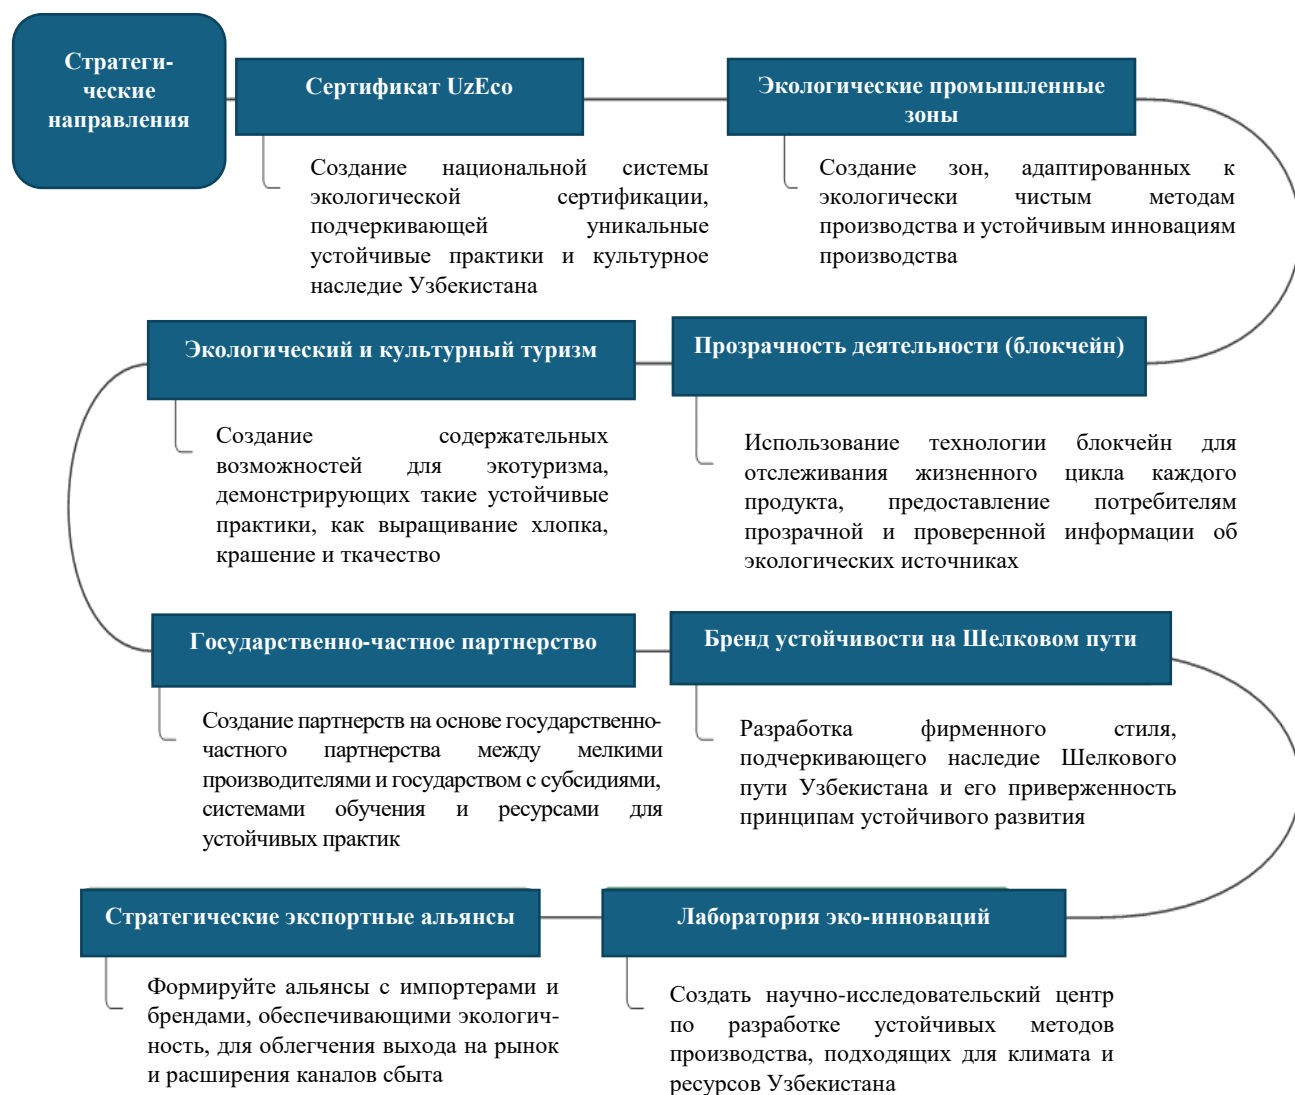 Стратеги-
ческие
направления
Сертификат UzEco
Создание национальной системы
экологической сертификации,
подчеркивающей уникальные
устойчивые практики и культурное
наследие Узбекистана
Экологические промышленные
зоны
Создание зон, адаптированных к
экологически чистым методам
производства и устойчивым инновациям
производства
Прозрачность деятельности (блокчейн)
Использование технологии блокчейн для
отслеживания жизненного цикла каждого
продукта, предоставление потребителям
прозрачной и проверенной информации об
экологических источниках
Экологический и культурный туризм
Создание содержательных
возможностей для экотуризма,
демонстрирующих такие устойчивые
практики, как выращивание хлопка,
крашение и ткачество
Государственно-частное партнерство
Создание партнерств на основе государственно-
частного партнерства между мелкими
производителями и государством с субсидиями,
системами обучения и ресурсами для
устойчивых практик
Бренд устойчивости на Шелковом пути
Разработка фирменного стиля,
подчеркивающего наследие Шелкового
пути Узбекистана и его приверженность
принципам устойчивого развития
Лаборатория эко-инноваций
Создать научно-исследовательский центр
по разработке устойчивых методов
производства, подходящих для климата и
ресурсов Узбекистана
Стратегические экспортные альянсы
Формируйте альянсы с импортерами и
брендами, обеспечивающими экологич-
ность, для облегчения выхода на рынок
и расширения каналов сбыта